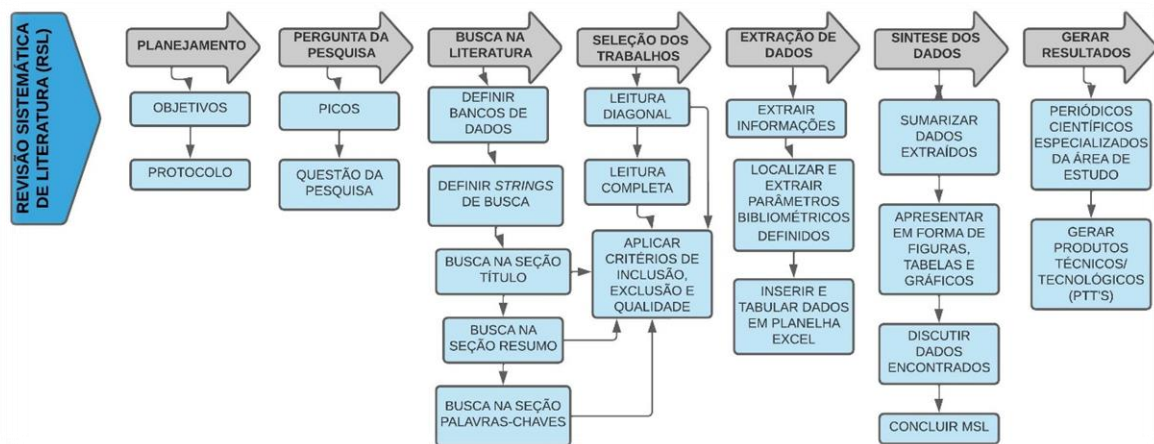 REVISÃO SISTEMÁTICA
DE LITERATURA (RSL)
PLANEJAMENTO
OBJETIVOS
PROTOCOLO
PERGUNTA DA
PESQUISA
PICOS
QUESTÃO DA
PESQUISA
BUSCA NA
LITERATURA
DEFINIR
BANCOS DE
DADOS
DEFINIR STRINGS
DE BUSCA
BUSCA NA SEÇÃO
TÍTULO
BUSCA NA
SEÇÃO RESUMO
BUSCA NA SEÇÃO
PALAVRAS-CHAVES
SELEÇÃO DOS
TRABALHOS
LEITURA
DIAGONAL
LEITURA
COMPLETA
APLICAR
CRITÉRIOS DE
INCLUSÃO,
EXCLUSÃO E
QUALIDADE
EXTRAÇÃO DE
DADOS
EXTRAIR
INFORMAÇÕES
LOCALIZAR E
EXTRAIR
PARÂMETROS
BIBLIOMÉTRICOS
DEFINIDOS
INSERIR E
TABULAR DADOS
EM PLANELHA
EXCEL
SINTESE DOS
DADOS
SUMARIZAR
DADOS
EXTRAÍDOS
APRESENTAR
EM FORMA DE
FIGURAS,
TABELAS E
GRÁFICOS
DISCUTIR
DADOS
ENCONTRADOS
CONCLUIR MSL
GERAR
RESULTADOS
PERIÓDICOS
CIENTÍFICOS
ESPECIALIZADOS
DA ÁREA DE
ESTUDO
GERAR
PRODUTOS
TÉCNICOS/
TECNOLÓGICOS
(PTT'S)